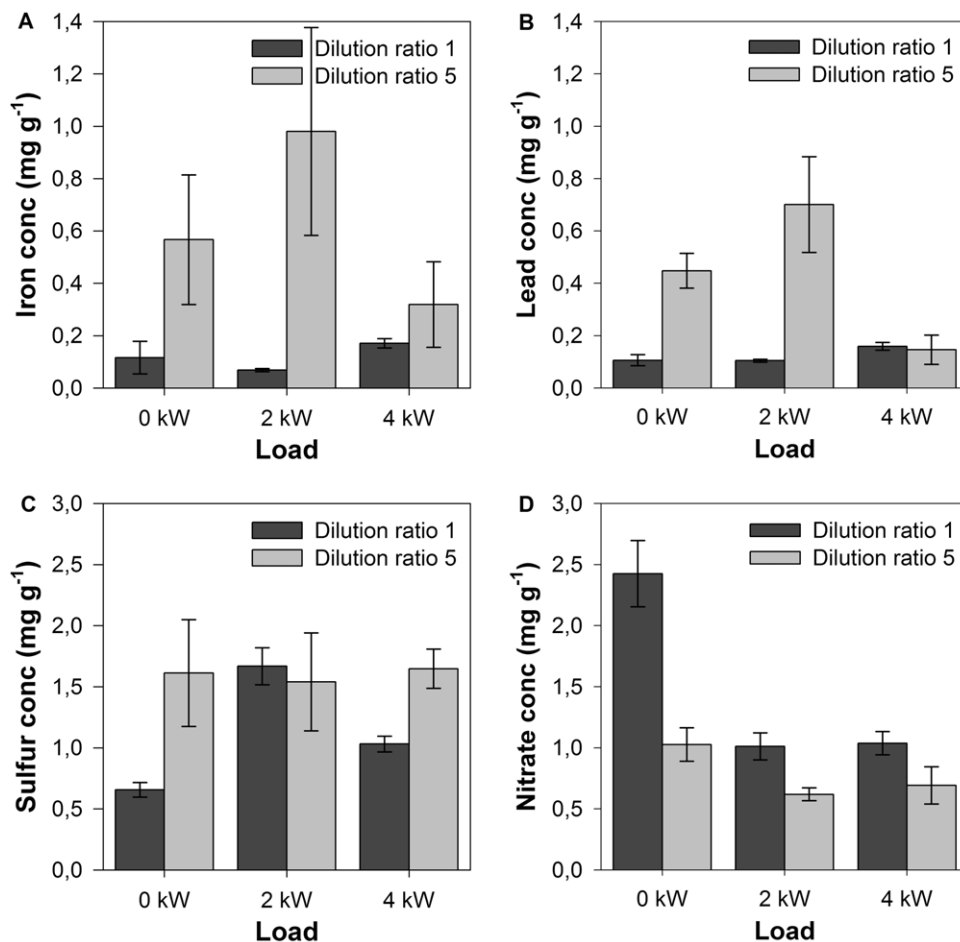 A
1,4
1,2
1,0
0,8
0,6
0,4
0,2
0,0
Iron conc (mg g⁻¹)
Dilution ratio 1
Dilution ratio 5
0 kW 2 kW 4 kW
Load
B
1,4
1,2
1,0
0,8
0,6
0,4
0,2
0,0
Lead conc (mg g⁻¹)
Dilution ratio 1
Dilution ratio 5
0 kW 2 kW 4 kW
Load
C
3,0
2,5
2,0
1,5
1,0
0,5
0,0
Sulfur conc (mg g⁻¹)
Dilution ratio 1
Dilution ratio 5
0 kW 2 kW 4 kW
Load
D
3,0
2,5
2,0
1,5
1,0
0,5
0,0
Nitrate conc (mg g⁻¹)
Dilution ratio 1
Dilution ratio 5
0 kW 2 kW 4 kW
Load